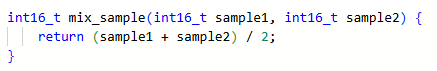 int16_t mix_sample(int16_t sample1, int16_t sample2) {
    return (sample1 + sample2) / 2;
}